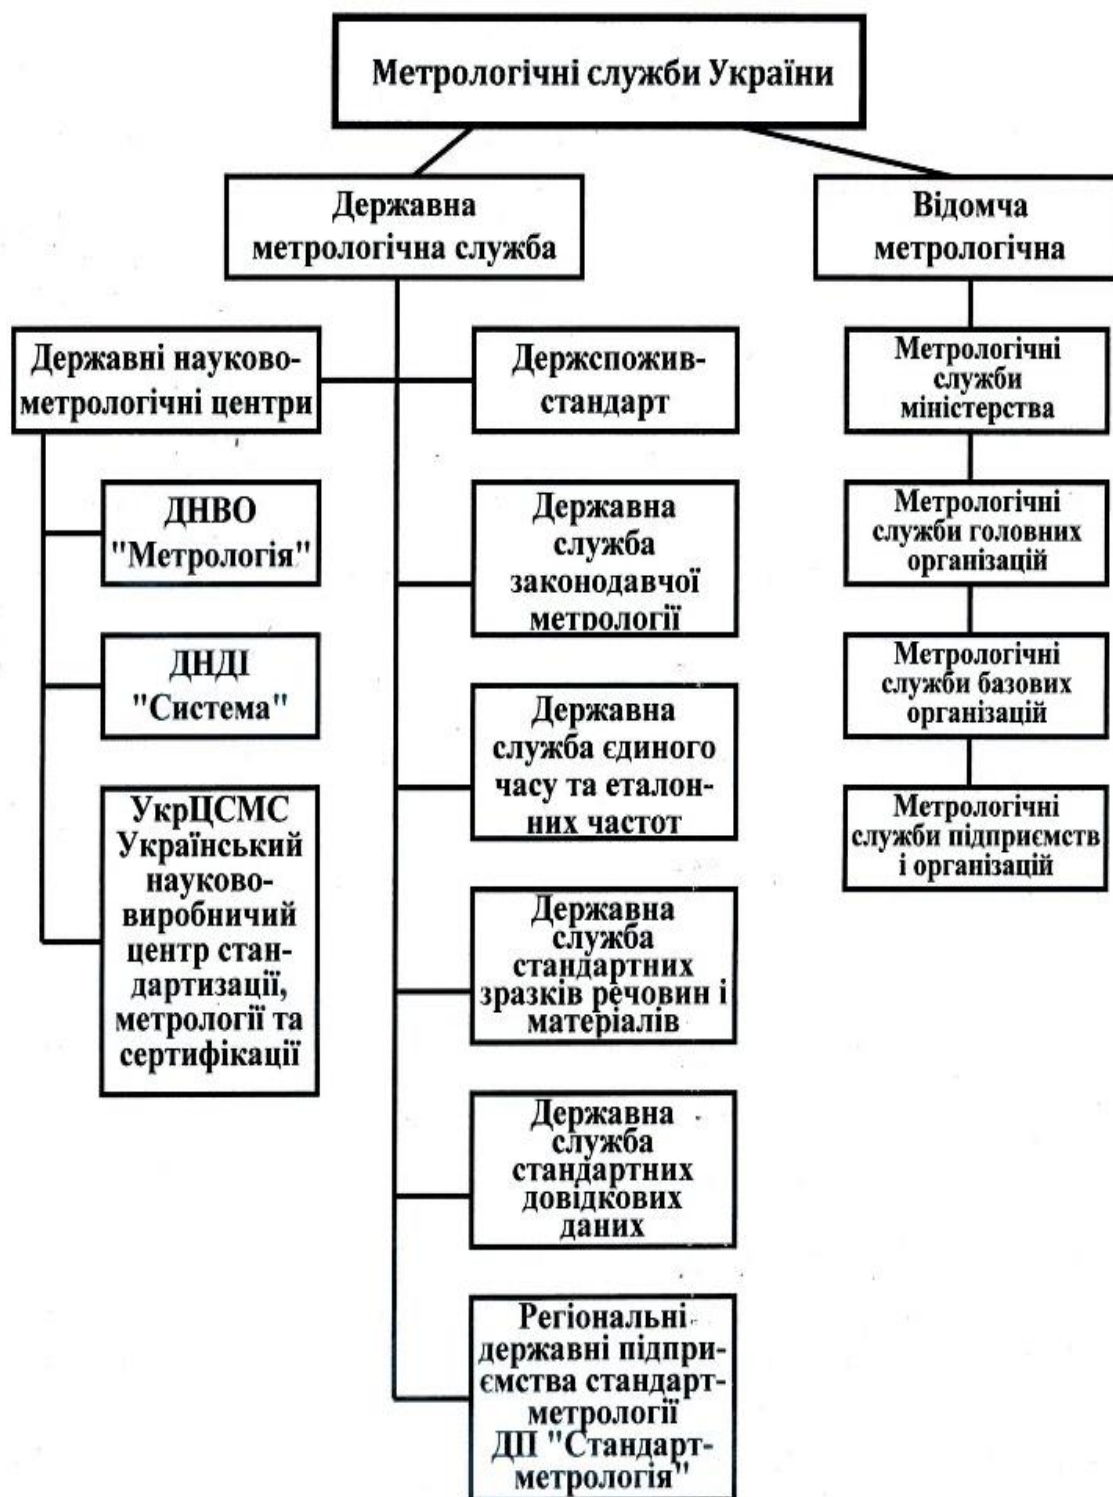 Метрологічні служби України
Державна
метрологічна служба
Відомча
метрологічна
Державні науково-
метрологічні центри
ДНВО
"Метрологія"
ДНДІ
"Система"
УкрЦСМС
Український
науково-
виробничий
центр стан-
дартизації,
метрології та
сертифікації
Держспожив-
стандарт
Державна
служба
законодавчої
метрології
Державна
служба єдиного
часу та еталон-
них частот
Державна
служба
стандартних
зразків речовин і
матеріалів
Державна
служба
стандартних
довідкових
даних
Регіональні
державні підпри-
ємства стандарт-
метрології
ДП "Стандарт-
метрологія"
Метрологічні
служби
міністерства
Метрологічні
служби головних
організацій
Метрологічні
служби базових
організацій
Метрологічні
служби підприємств
і організацій